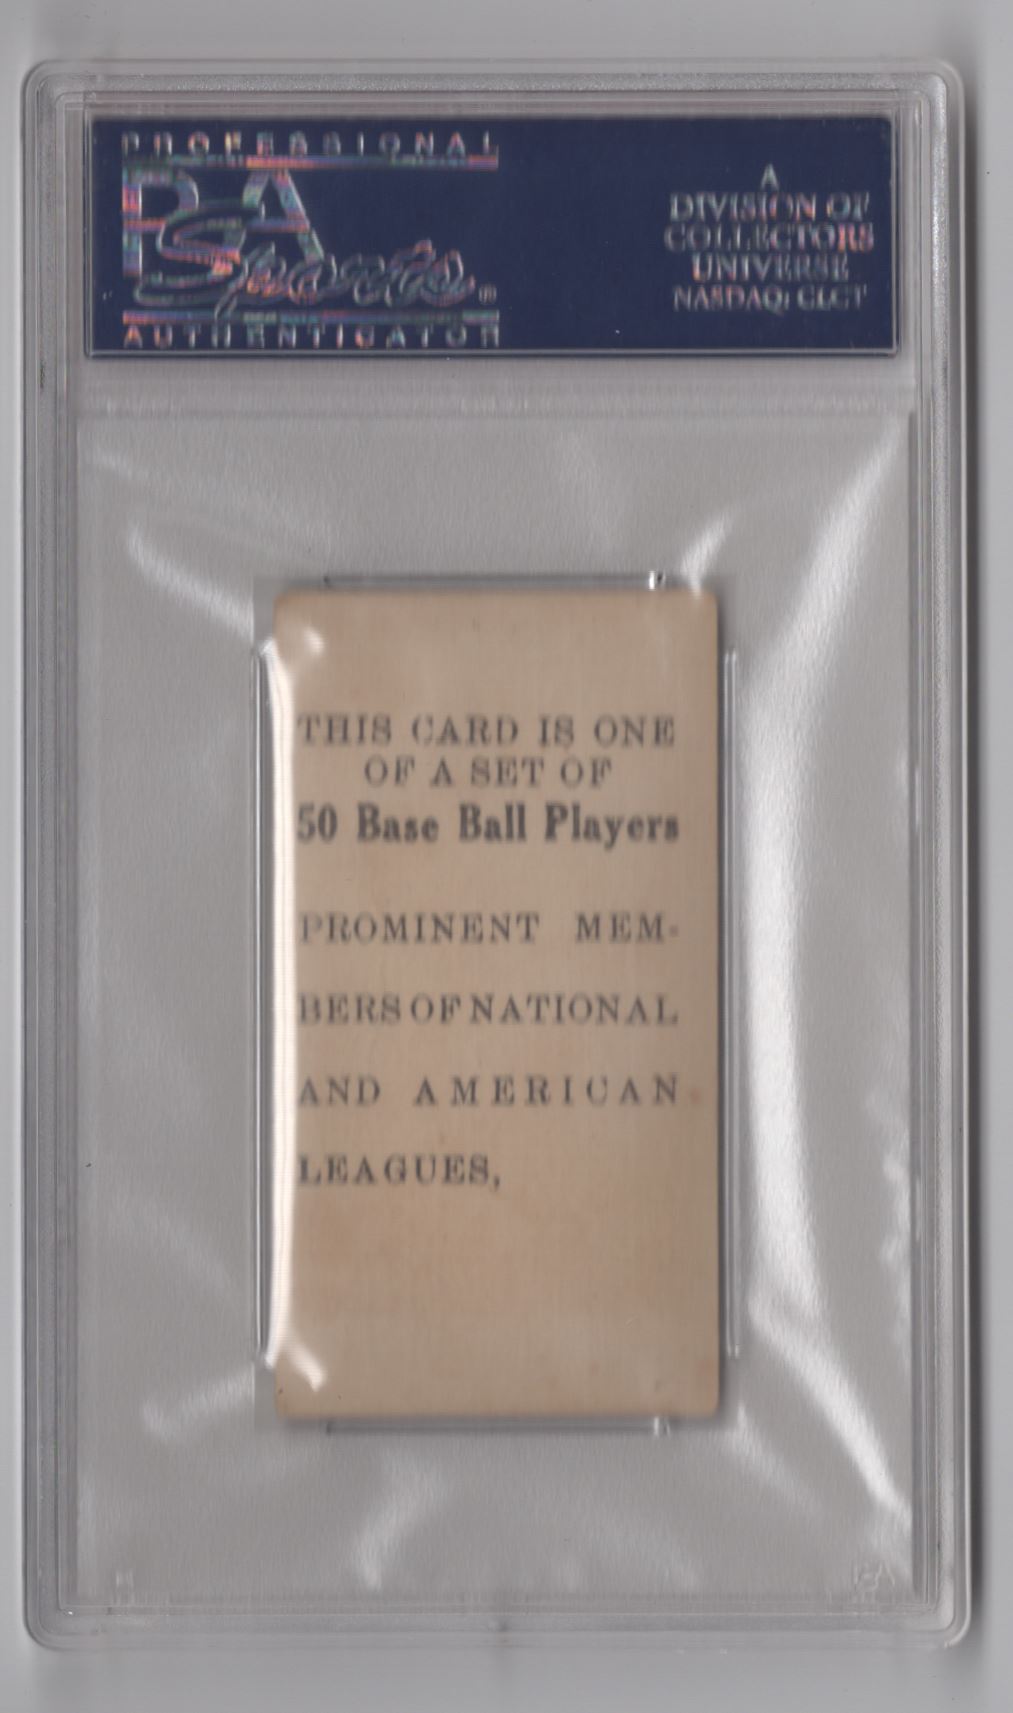 PROFESSIONAL
PSA
Sports®
AUTHENTICATOR
A
DIVISION OF
COLLECTORS
UNIVERSE
NASDAQ: CLCT
THIS CARD IS ONE
OF A SET OF
50 Base Ball Players
PROMINENT MEM-
BERS OF NATIONAL
AND AMERICAN
LEAGUES,
PSA